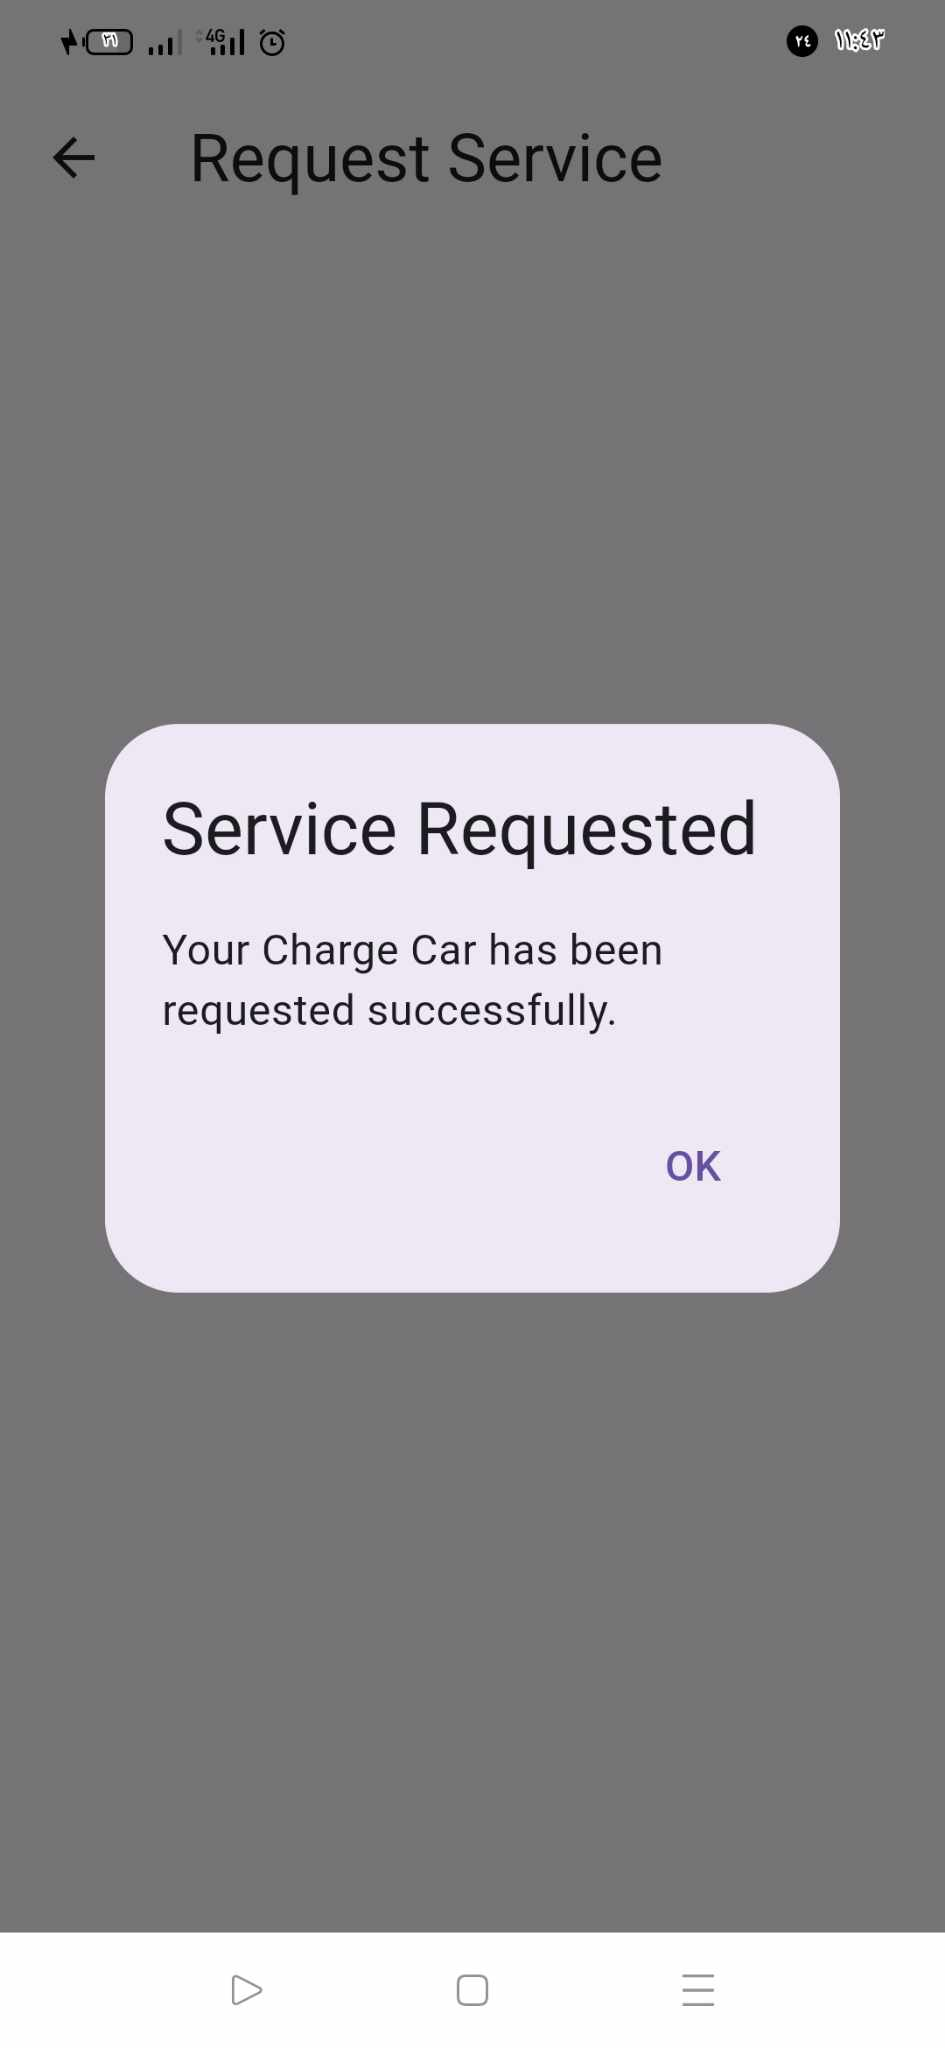 ٣١
4G
٢٤
١١:٤٣
Request Service
Service Requested
Your Charge Car has been
requested successfully.
OK